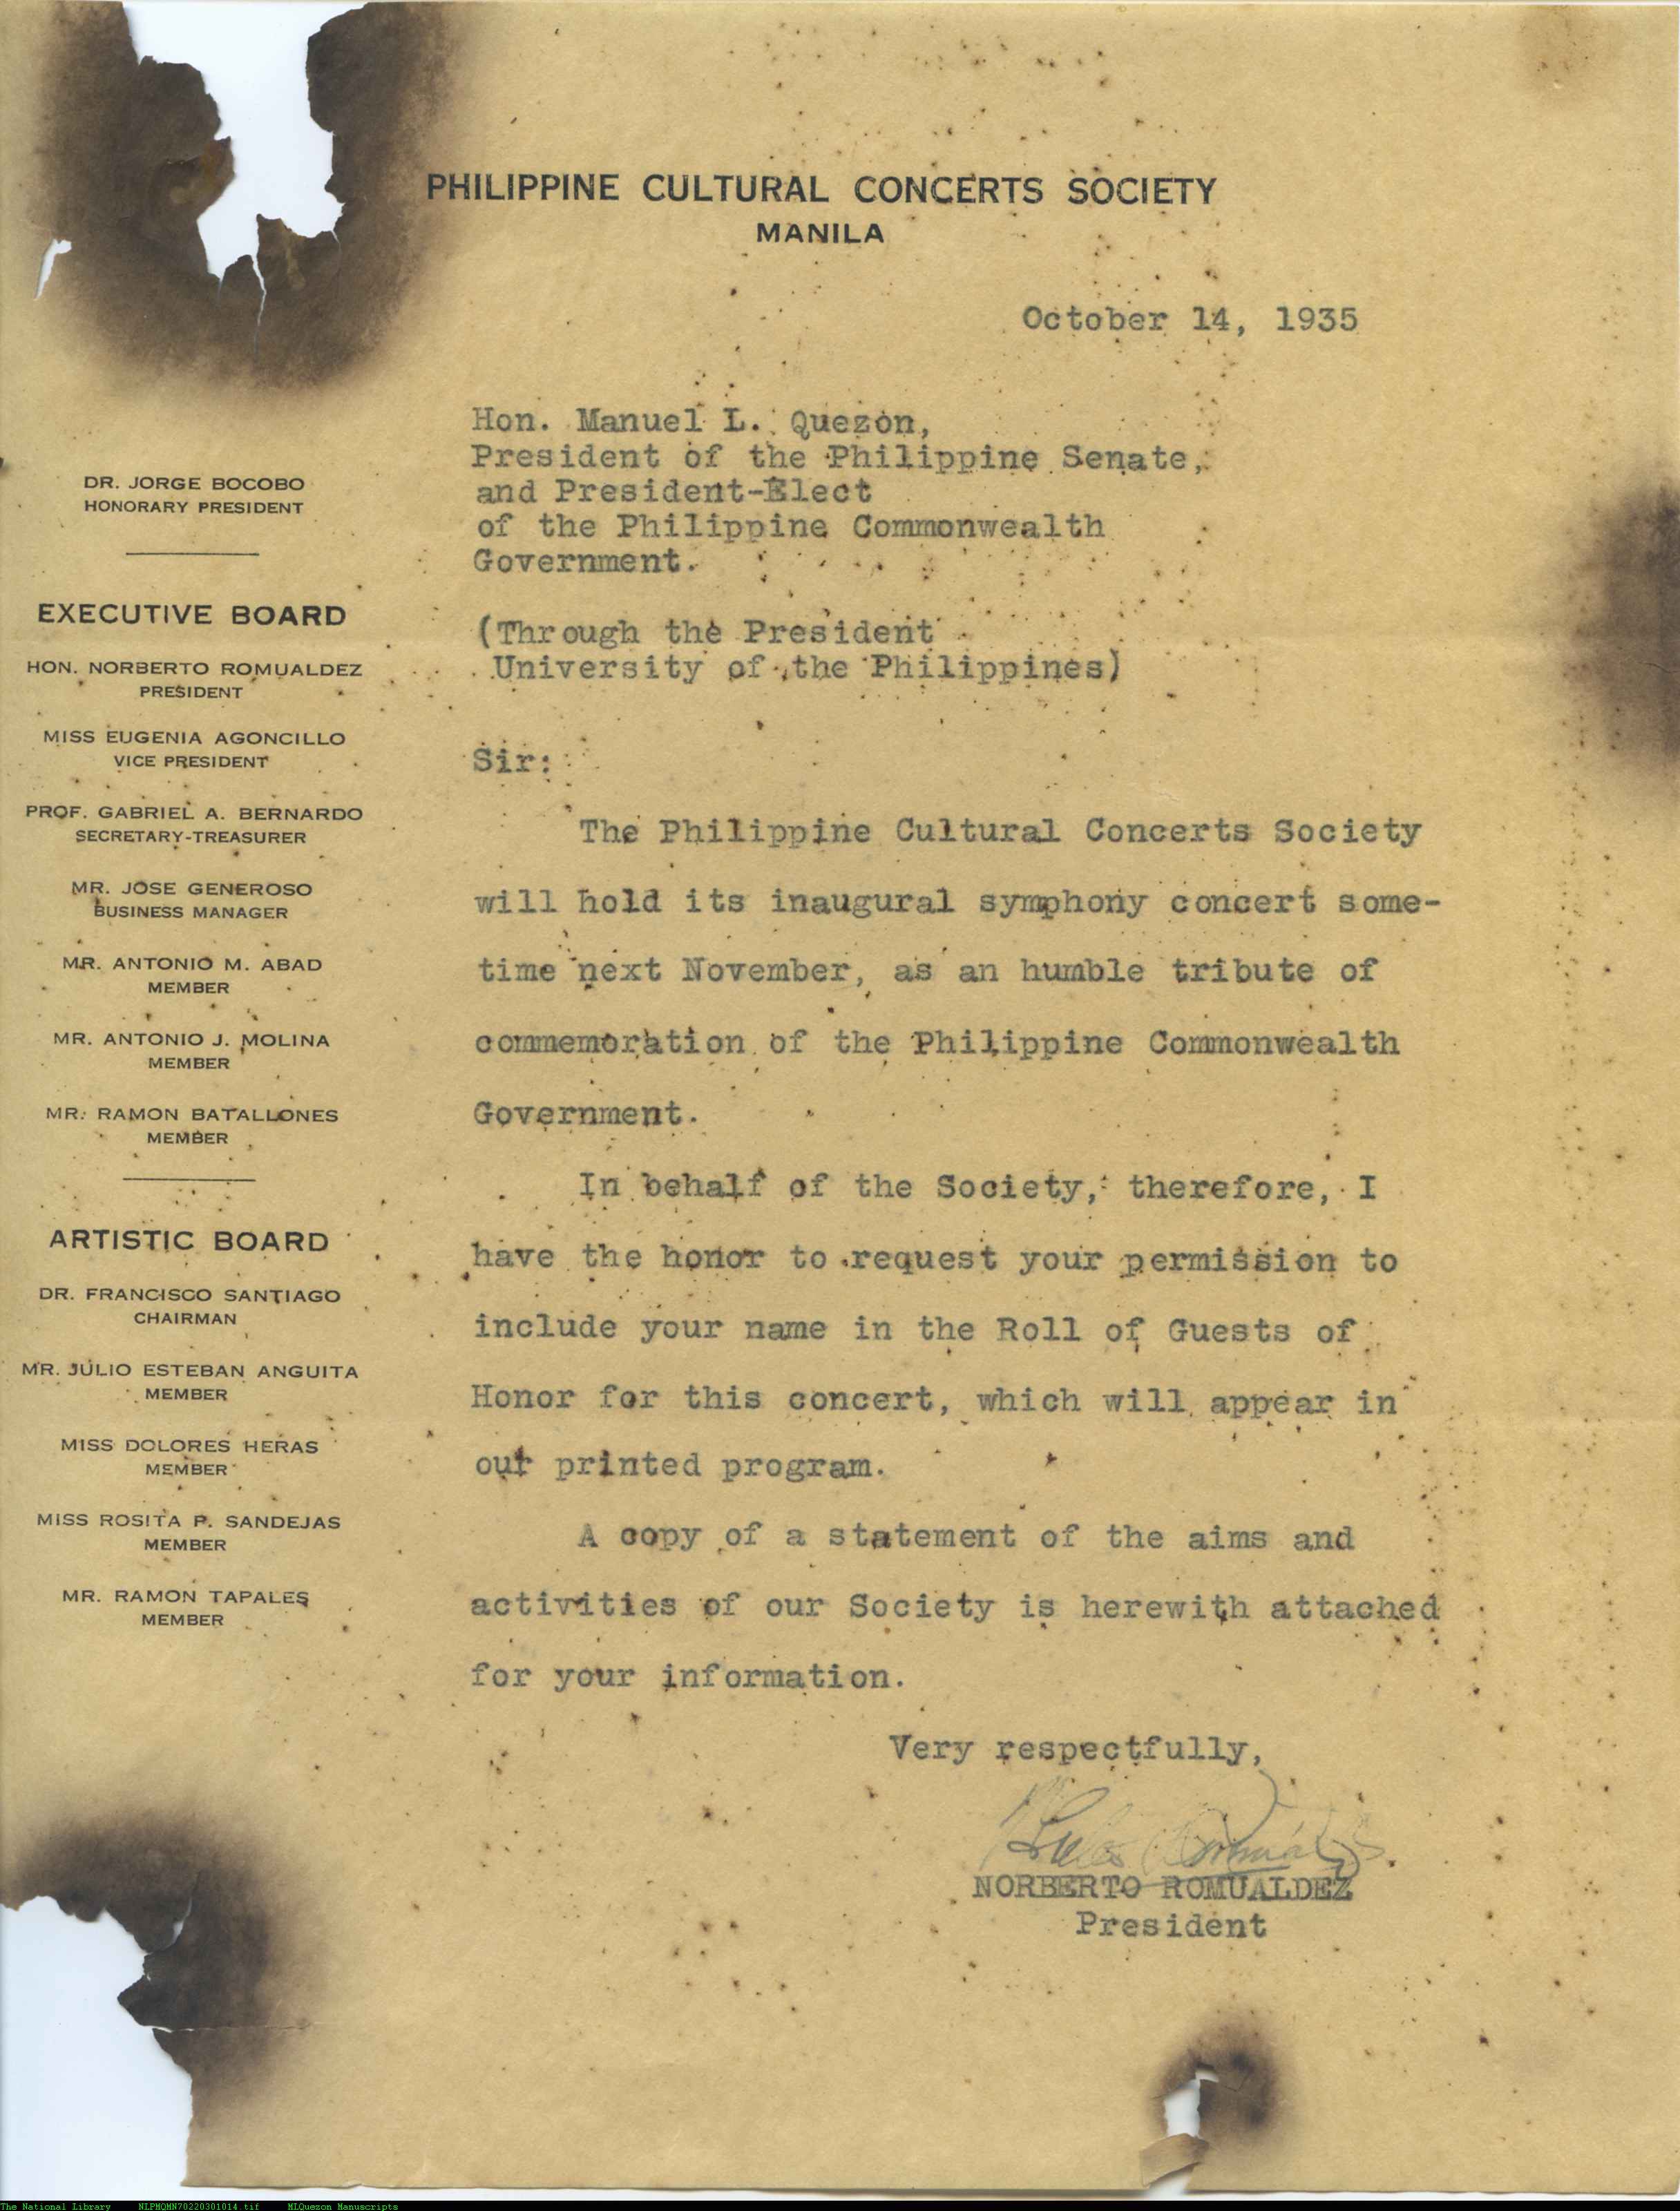 PHILIPPINE CULTURAL CONCERTS SOCIETY
MANILA
October 14, 1935
DR. JORGE BOCOBO
HONORARY PRESIDENT
EXECUTIVE BOARD
HON. NORBERTO ROMUALDEZ
PRESIDENT
MISS EUGENIA AGONCILLO
VICE PRESIDENT
PROF. GABRIEL A. BERNARDO
SECRETARY-TREASURER
MR. JOSE GENEROSO
BUSINESS MANAGER
MR. ANTONIO M. ABAD
MEMBER
MR. ANTONIO J. MOLINA
MEMBER
MR. RAMON BATALLONES
MEMBER
ARTISTIC BOARD
DR. FRANCISCO SANTIAGO
CHAIRMAN
MR. JULIO ESTEBAN ANGUITA
MEMBER
MISS DOLORES HERAS
MEMBER
MISS ROSITA P. SANDEJAS
MEMBER
MR. RAMON TAPALES
MEMBER
Hon. Manuel L. Quezon,
President of the Philippine Senate,
and President-Elect
of the Philippine Commonwealth
Government.
(Through the President
University of the Philippines)
Sir:
The Philippine Cultural Concerts Society
will hold its inaugural symphony concert some-
time next November, as an humble tribute of
commemoration of the Philippine Commonwealth
Government.
In behalf of the Society, therefore, I
have the honor to request your permission to
include your name in the Roll of Guests of
Honor for this concert, which will appear in
our printed program.
A copy of a statement of the aims and
activities of our Society is herewith attached
for your information.
Very respectfully,
NORBERTO ROMUALDEZ
President
The National Library NLPMQMN70220301014.tif MLQuezon Manuscripts